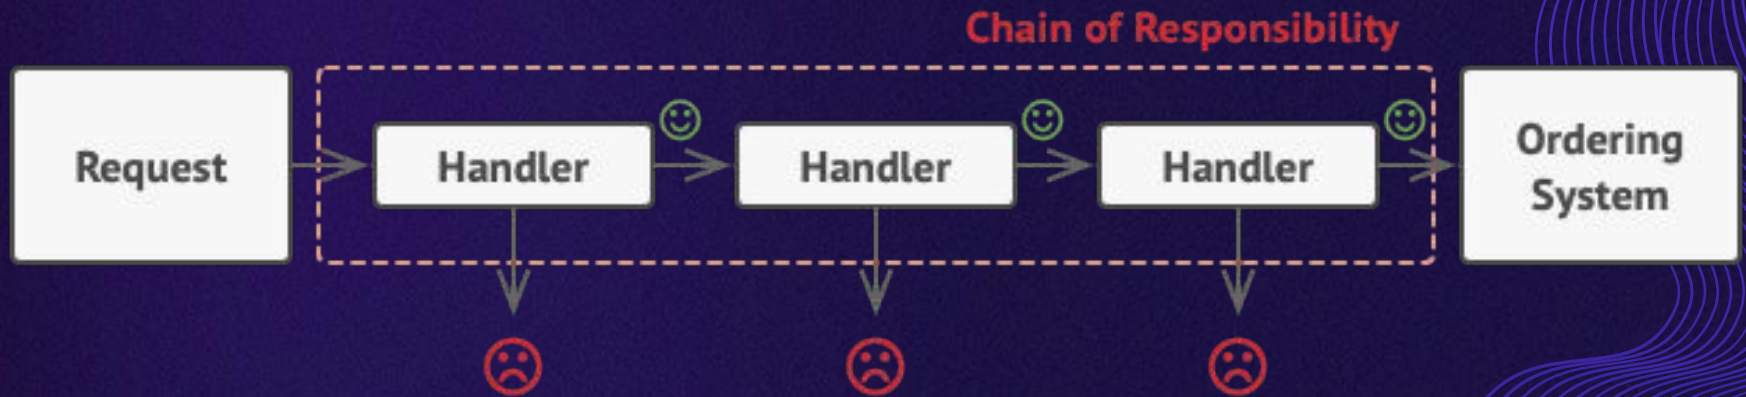 Chain of Responsibility
Request
Handler
Handler
Handler
Ordering
System